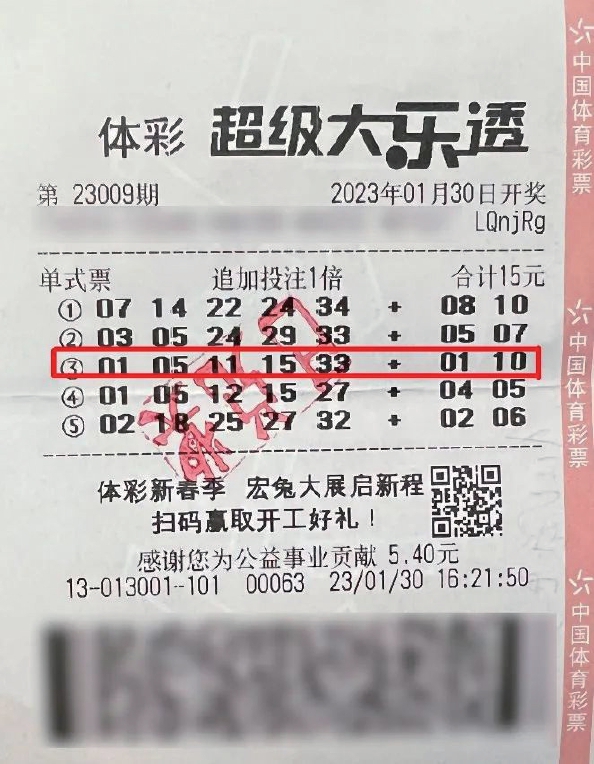 体彩 超级大乐透
第 23009期 2023年01月30日开奖
LQnjRg
单式票 追加投注1倍 合计15元
① 07 14 22 24 34 + 08 10
② 03 05 24 29 33 + 05 07
③ 01 05 11 15 33 + 01 10
④ 01 05 12 15 27 + 04 05
⑤ 02 18 25 27 32 + 02 06
体彩新春季 宏兔大展启新程
扫码赢取开工好礼！
感谢您为公益事业贡献 5.40元
13-013001-101 00063 23/01/30 16:21:50
中国体育彩票
中国体育彩票
中国体育彩票